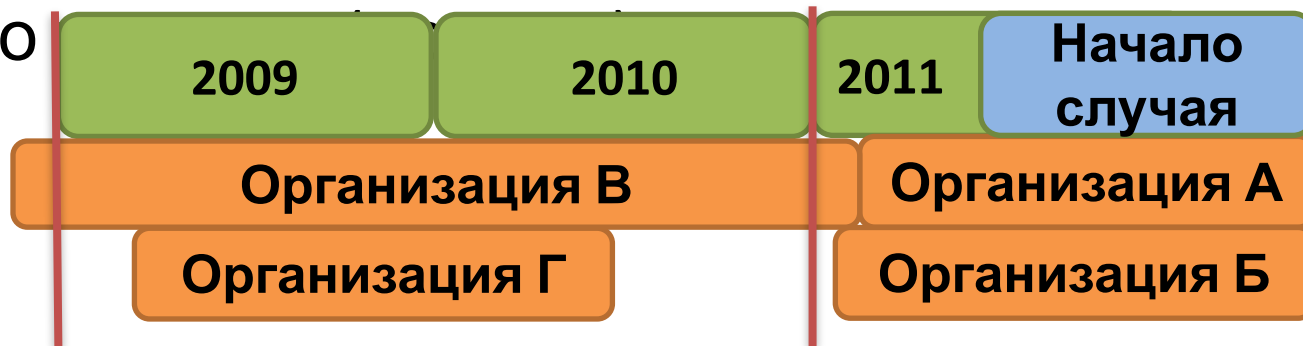 о
2009 2010 2011 Начало
случая
Организация В Организация А
Организация Г Организация Б